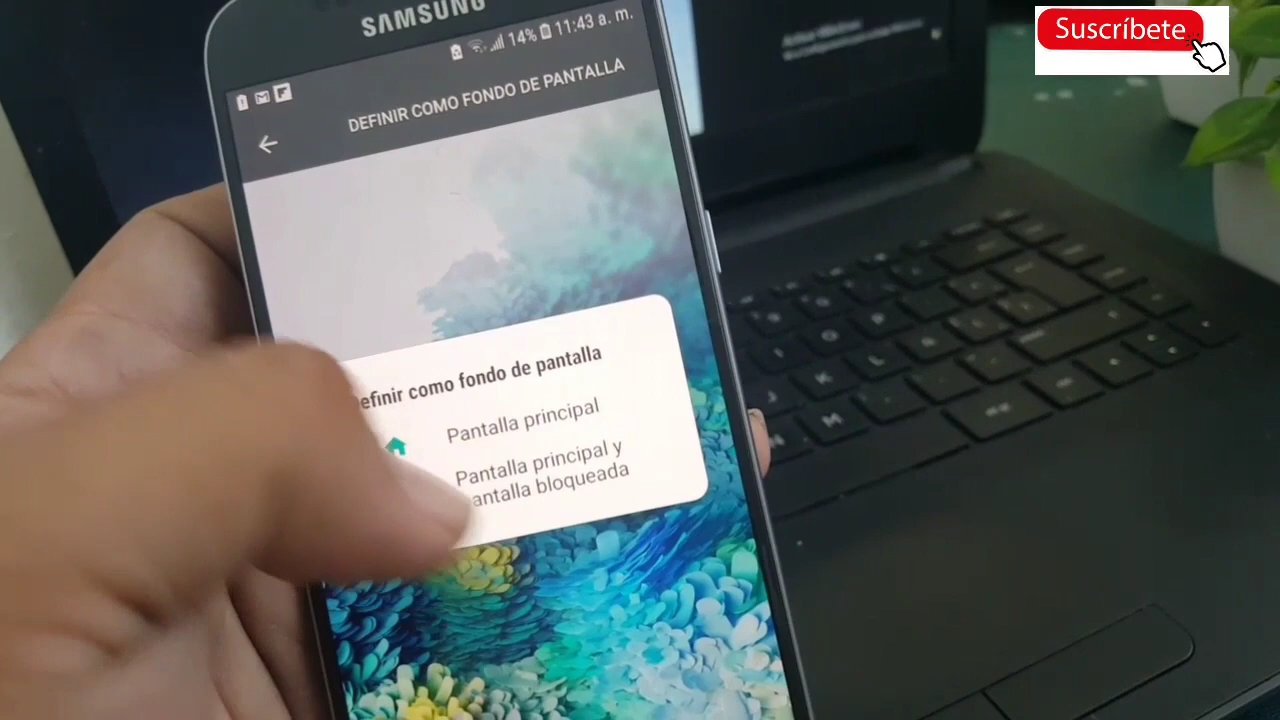 Suscríbete
SAMSUNG
14% 11:43 a. m.
DEFINIR COMO FONDO DE PANTALLA
efinir como fondo de pantalla
Pantalla principal
Pantalla principal y
antalla bloqueada